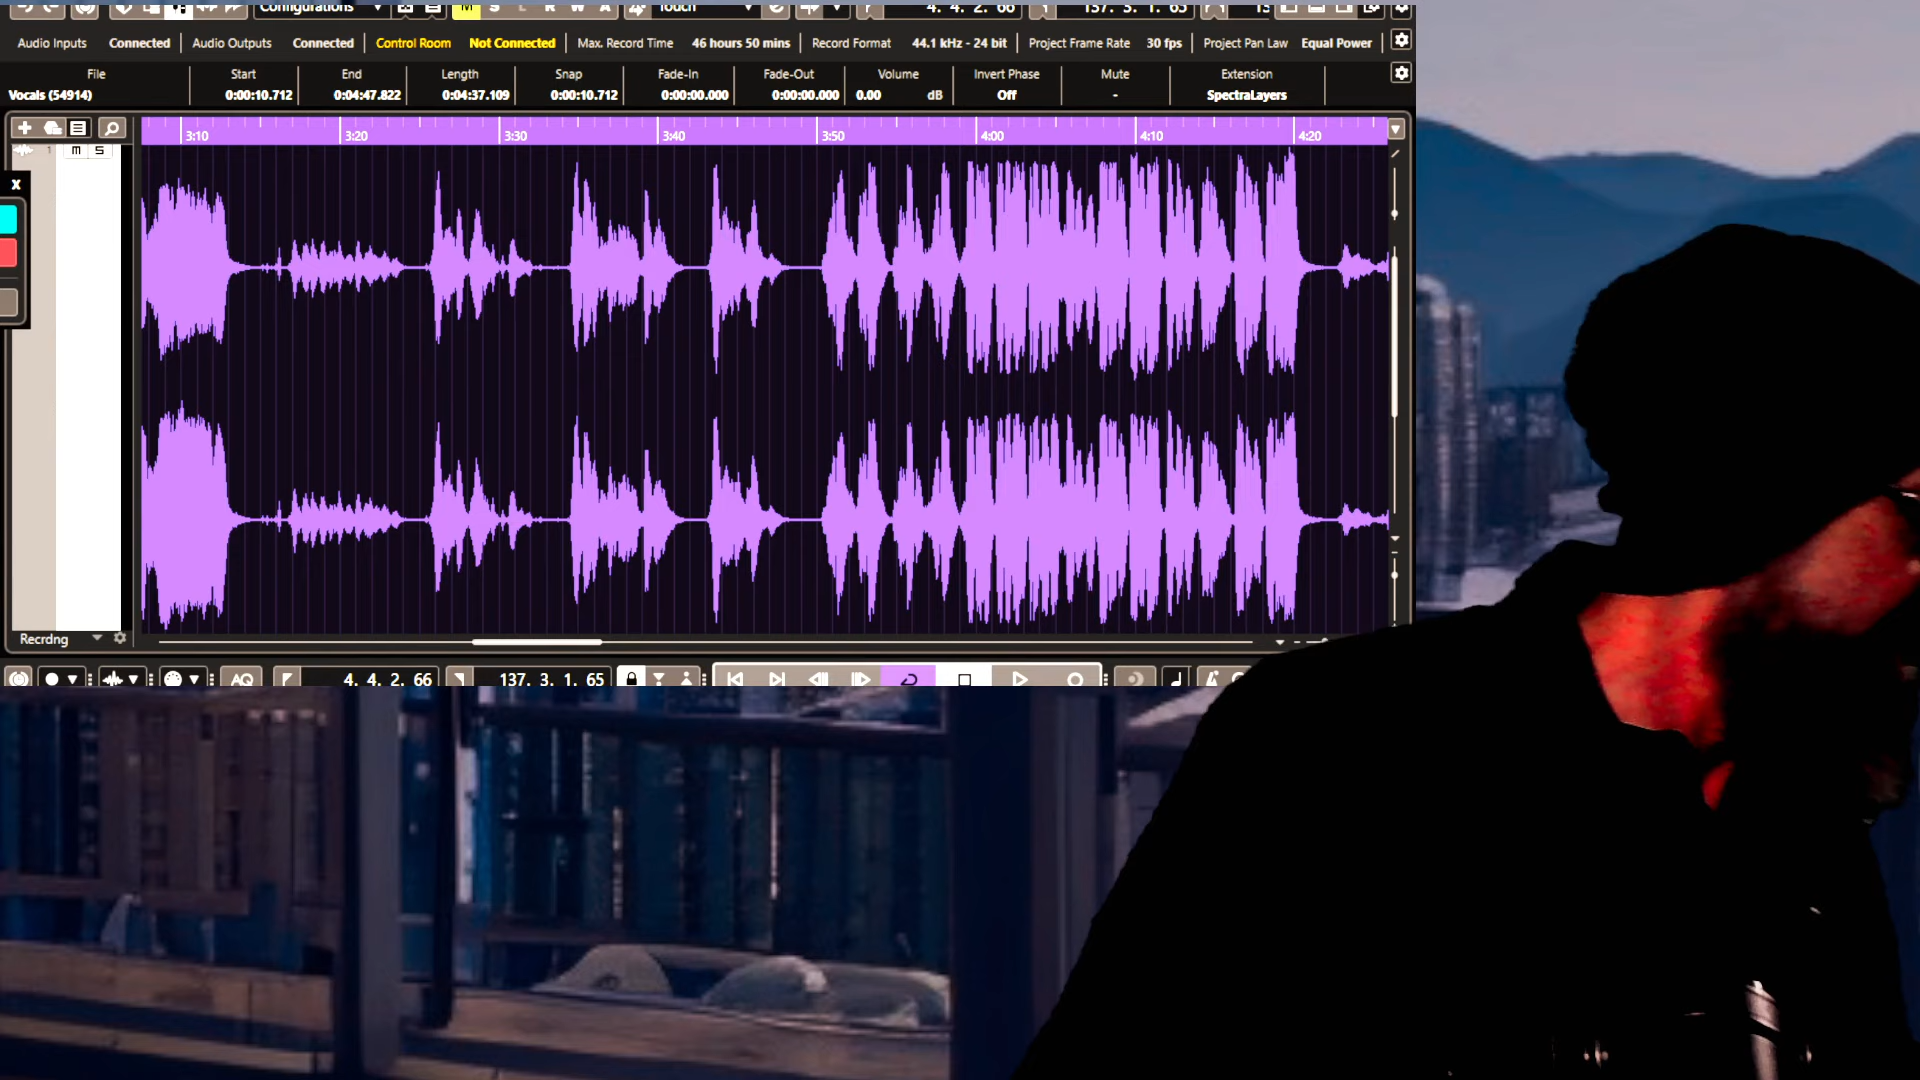 Configurations M S L R W A Touch 4. 4. 2. 66 137. 3. 1. 65
Audio Inputs Connected Audio Outputs Connected Control Room Not Connected Max. Record Time 46 hours 50 mins Record Format 44.1 kHz - 24 bit Project Frame Rate 30 fps Project Pan Law Equal Power
File Start End Length Snap Fade-In Fade-Out Volume Invert Phase Mute Extension
Vocals (54914) 0:00:10.712 0:04:47.822 0:04:37.109 0:00:10.712 0:00:00.000 0:00:00.000 0.00 dB Off - SpectraLayers
3:10 3:20 3:30 3:40 3:50 4:00 4:10 4:20
1 m s
x
Recrdng
AQ 4. 4. 2. 66 137. 3. 1. 65